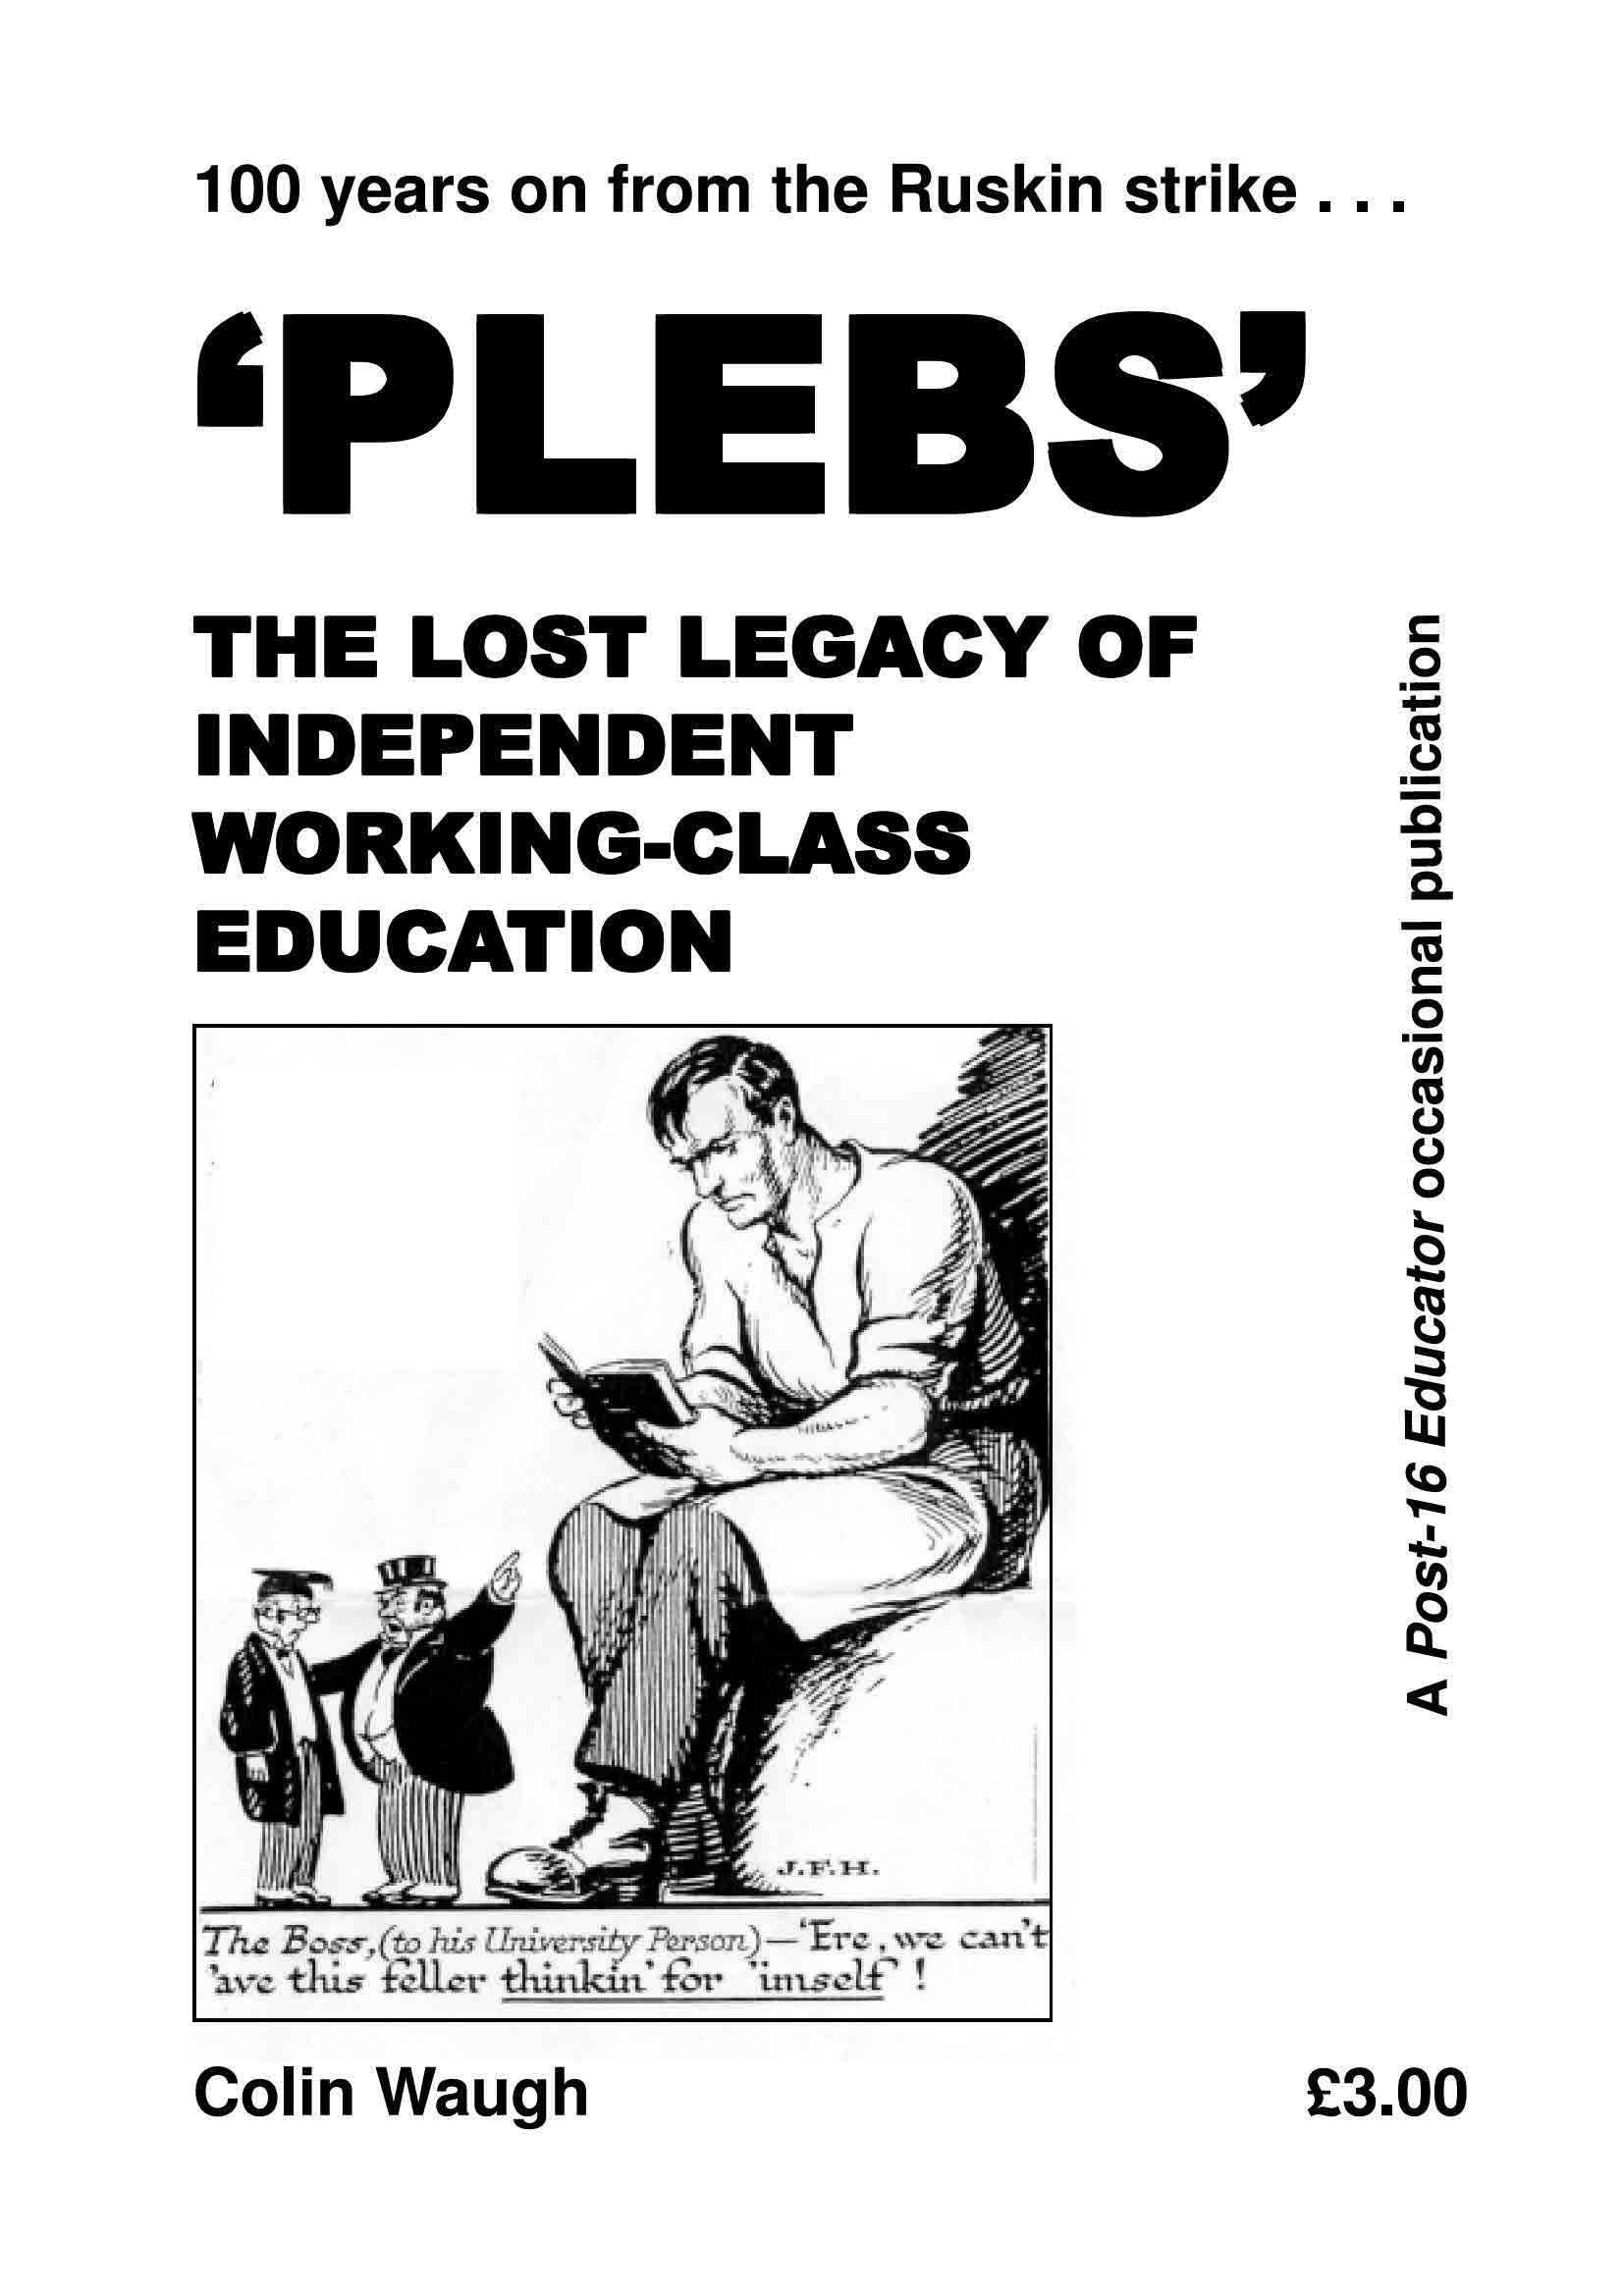 100 years on from the Ruskin strike . . .
‘PLEBS’
THE LOST LEGACY OF
INDEPENDENT
WORKING-CLASS
EDUCATION
A Post-16 Educator occasional publication
J.F.H.
The Boss, (to his University Person)—‘Ere, we can't
'ave this feller thinkin' for 'imself' !
Colin Waugh
£3.00